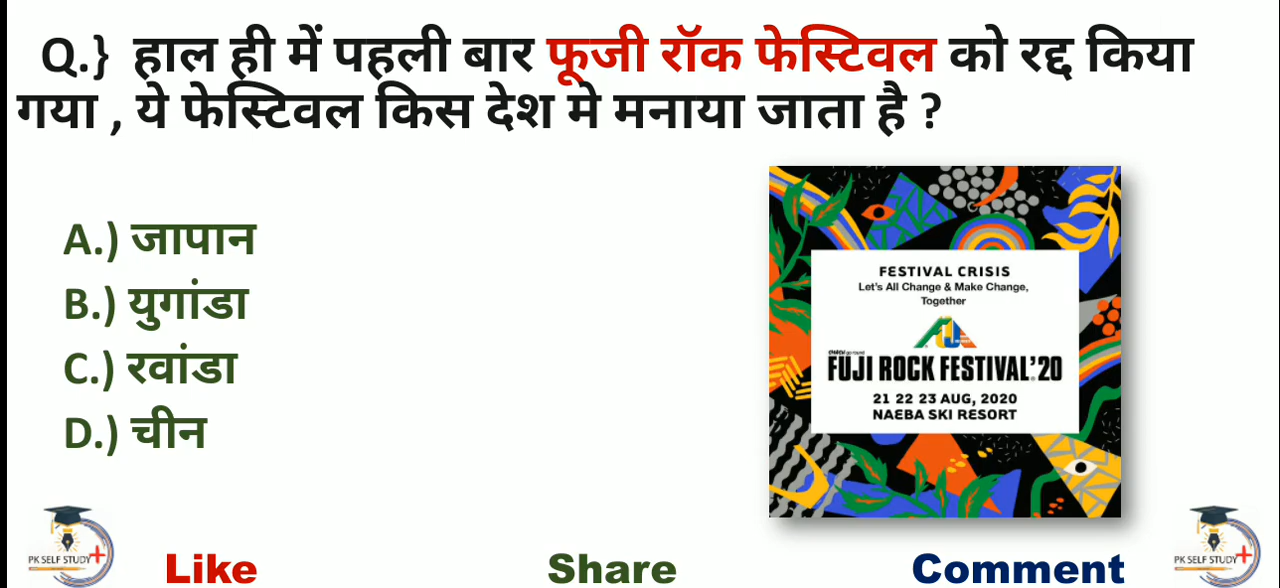 Q.} हाल ही में पहली बार फूजी रॉक फेस्टिवल को रद्द किया
गया , ये फेस्टिवल किस देश मे मनाया जाता है ?
A.) जापान
B.) युगांडा
C.) रवांडा
D.) चीन
FESTIVAL CRISIS
Let's All Change & Make Change,
Together
FUJI ROCK FESTIVAL'20
21 22 23 AUG, 2020
NAEBA SKI RESORT
PK SELF STUDY+
Like
Share
Comment
PK SELF STUDY+